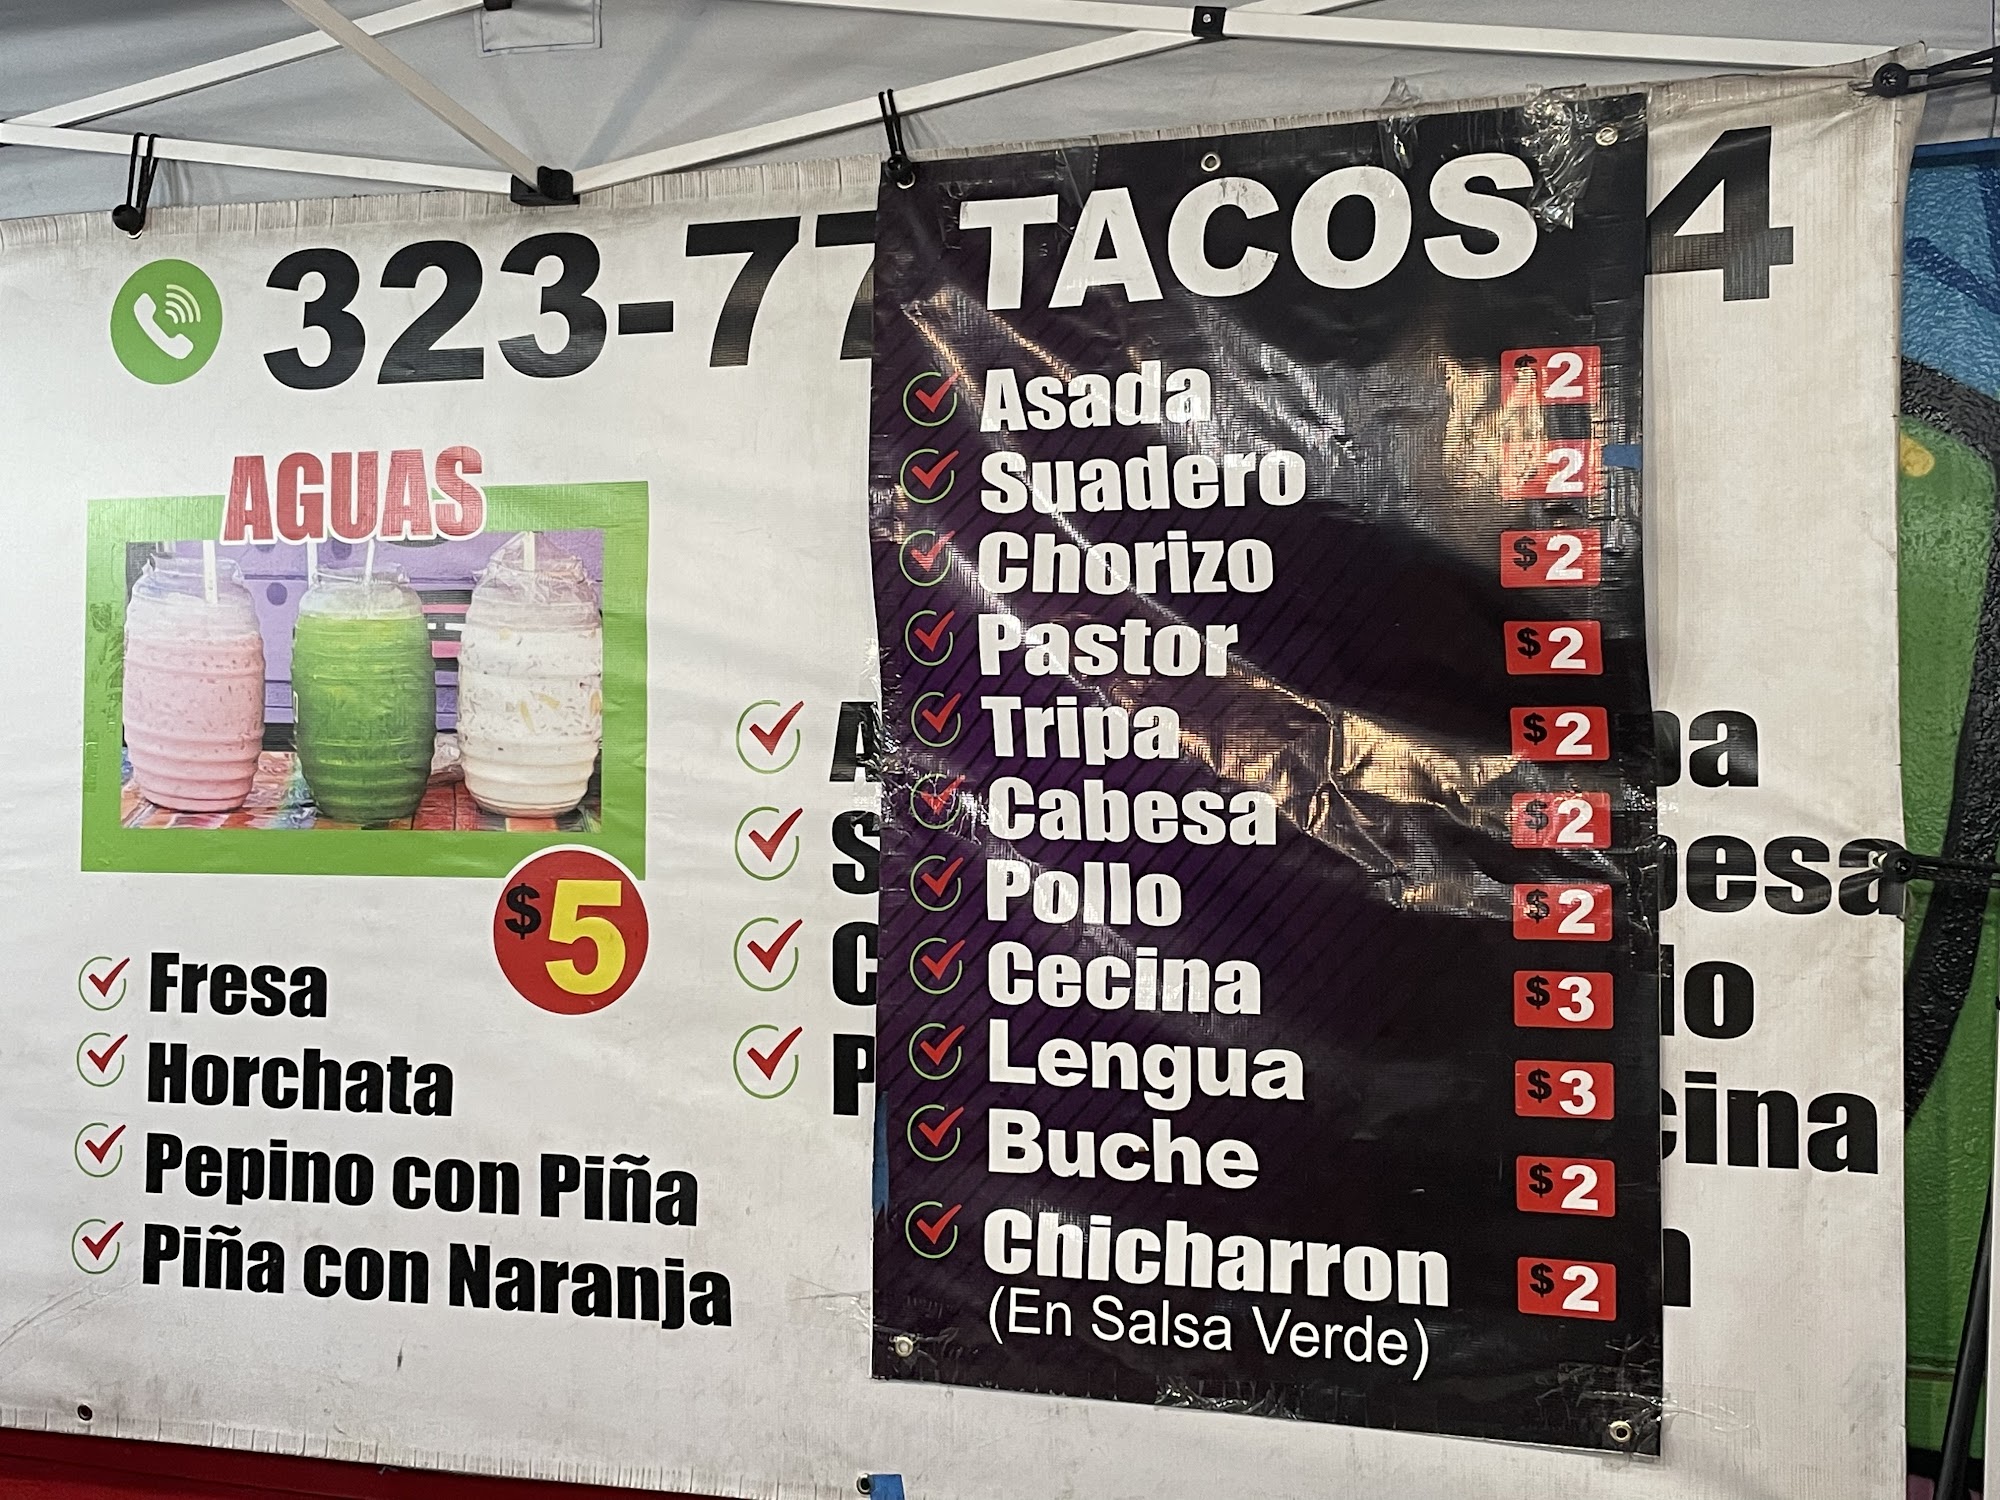 323-77
4
AGUAS
$5
Fresa
Horchata
Pepino con Piña
Piña con Naranja
TACOS
Asada $2
Suadero 2
Chorizo $2
Pastor $2
Tripa $2
Cabesa $2
Pollo $2
Cecina $3
Lengua $3
Buche $2
Chicharron $2
(En Salsa Verde)